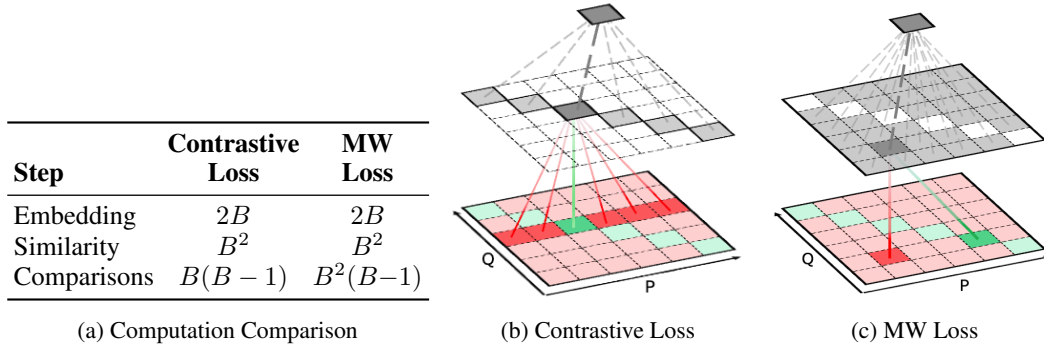 Contrastive MW
Step Loss Loss
Embedding 2B 2B
Similarity B² B²
Comparisons B(B − 1) B²(B−1)
(a) Computation Comparison
Q
P
(b) Contrastive Loss
Q
P
(c) MW Loss